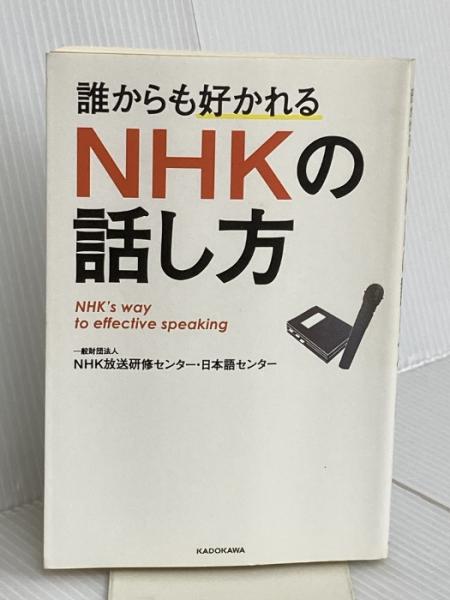 誰からも好かれる
NHKの
話し方
NHK's way
to effective speaking
一般財団法人
NHK放送研修センター・日本語センター
KADOKAWA